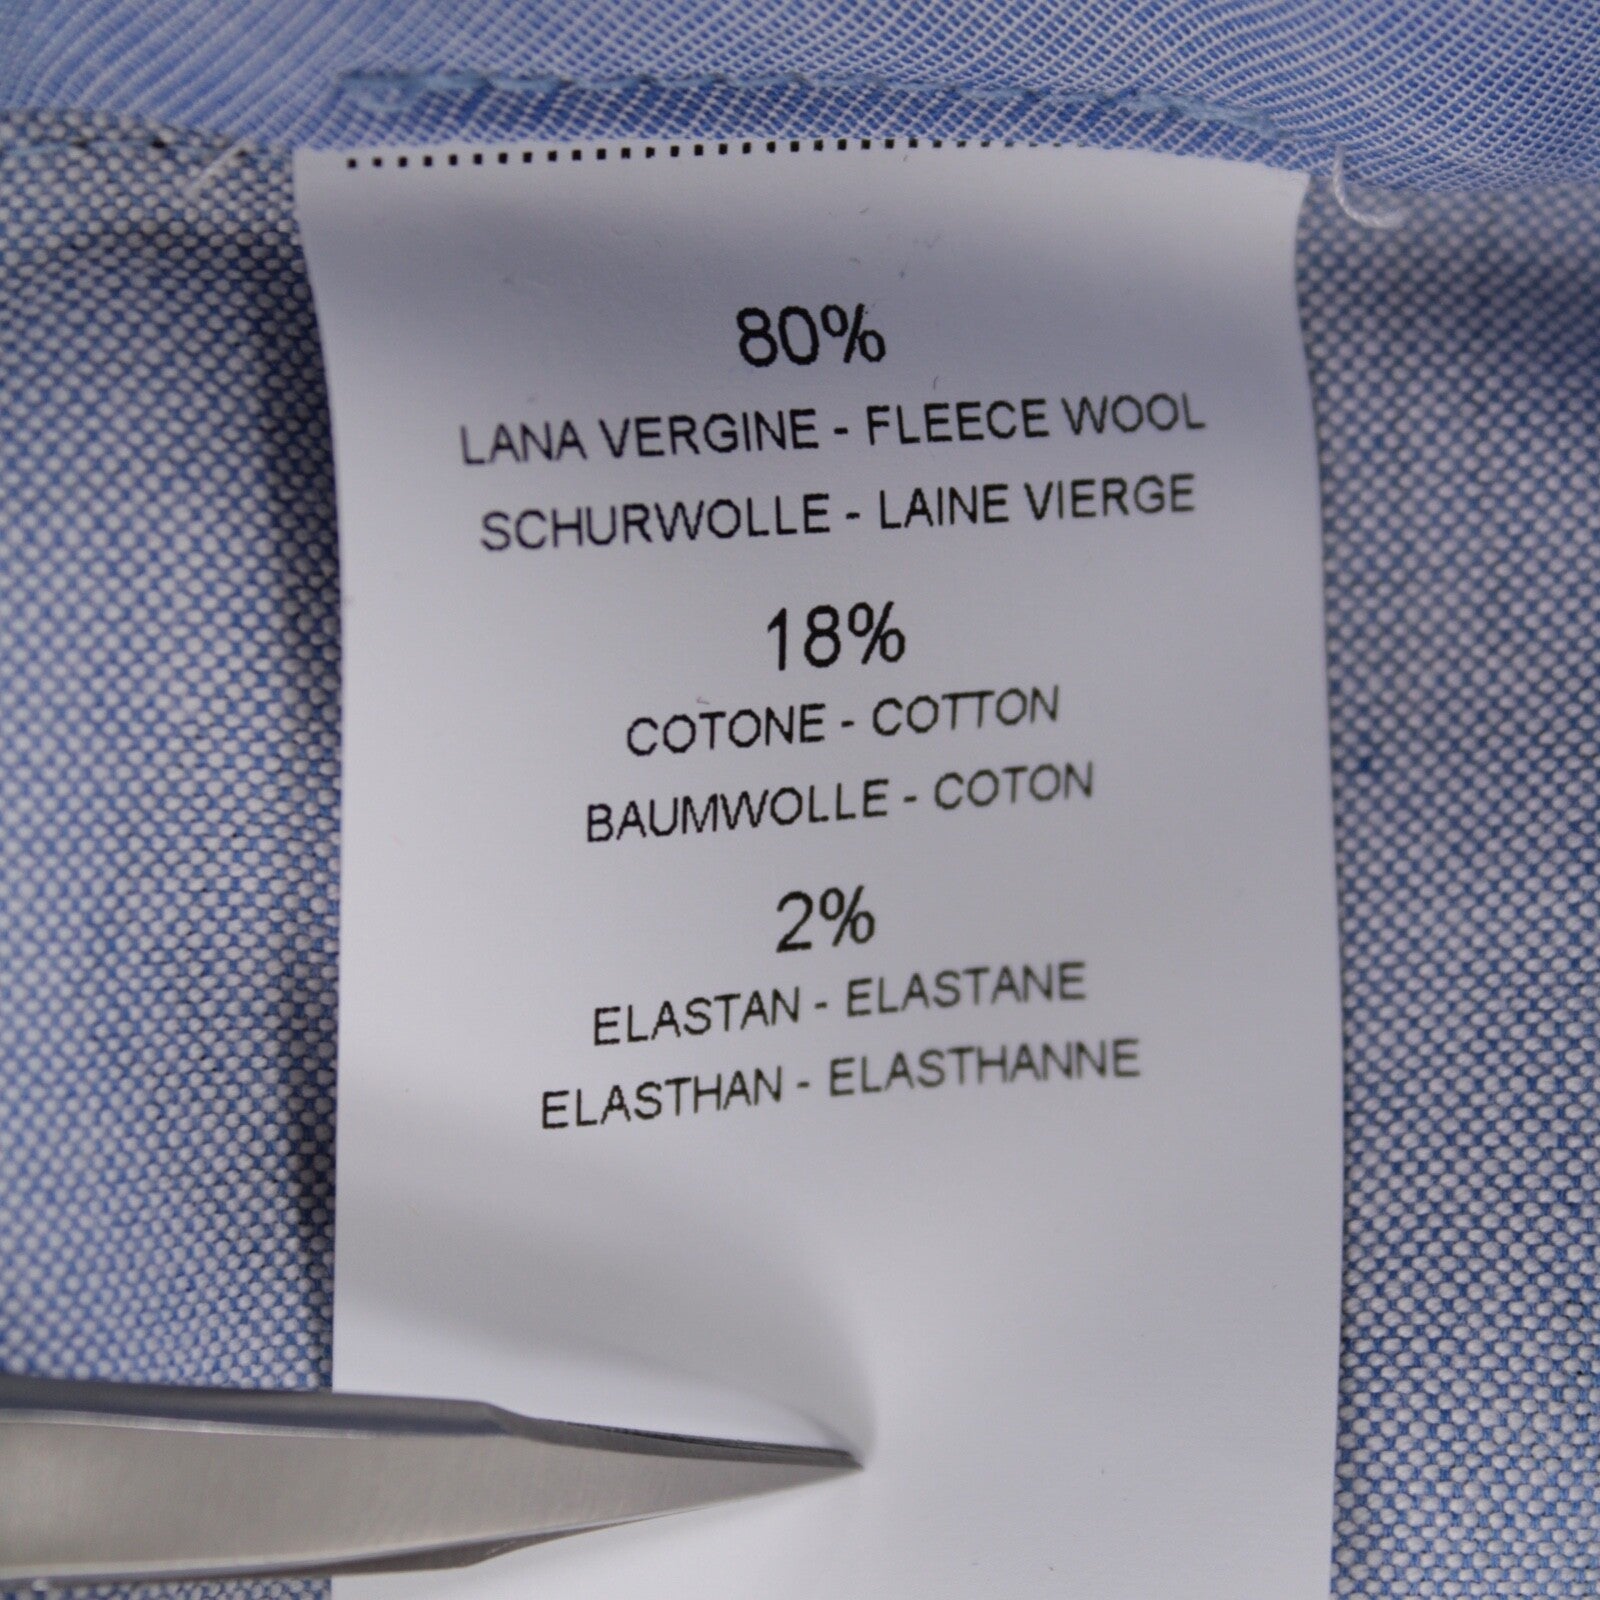 80%
LANA VERGINE - FLEECE WOOL
SCHURWOLLE - LAINE VIERGE
18%
COTONE - COTTON
BAUMWOLLE - COTON
2%
ELASTAN - ELASTANE
ELASTHAN - ELASTHANNE